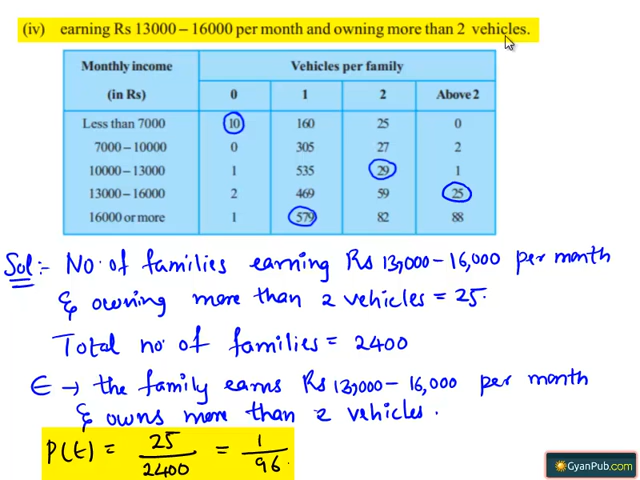 (iv) earning Rs 13000 – 16000 per month and owning more than 2 vehicles.
Monthly income Vehicles per family
(in Rs) 0 1 2 Above 2
Less than 7000 10 160 25 0
7000 – 10000 0 305 27 2
10000 – 13000 1 535 29 1
13000 – 16000 2 469 59 25
16000 or more 1 579 82 88
Sol :- No. of families earning Rs 13,000 – 16,000 per month
& owning more than 2 vehicles = 25.
Total no. of families = 2400
E → the family earns Rs 13,000 – 16,000 per month
& owns more than 2 vehicles.
P(E) = 25/2400 = 1/96.
GyanPub.com